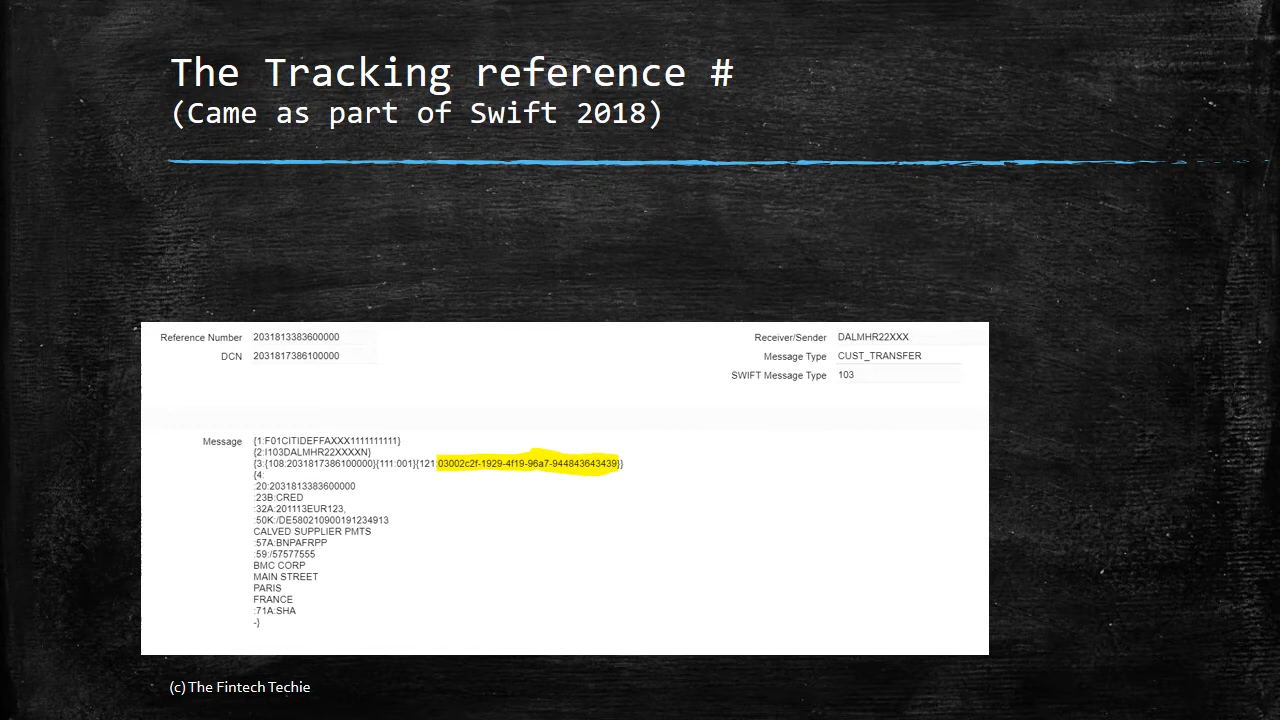 The Tracking reference #
(Came as part of Swift 2018)
Reference Number 2031813383600000
DCN 2031817386100000
Receiver/Sender DALMHR22XXX
Message Type CUST_TRANSFER
SWIFT Message Type 103
Message {1:F01CITIDEFFAXXX1111111111}
{2:I103DALMHR22XXXXN}
{3:{108:2031817386100000}{111:001}{121:03002c2f-1929-4f19-96a7-944843643439}}
{4:
:20:2031813383600000
:23B:CRED
:32A:201113EUR123,
:50K:/DE580210900191234913
CALVED SUPPLIER PMTS
:57A:BNPAFRPP
:59:/57577555
BMC CORP
MAIN STREET
PARIS
FRANCE
:71A:SHA
-}
(c) The Fintech Techie